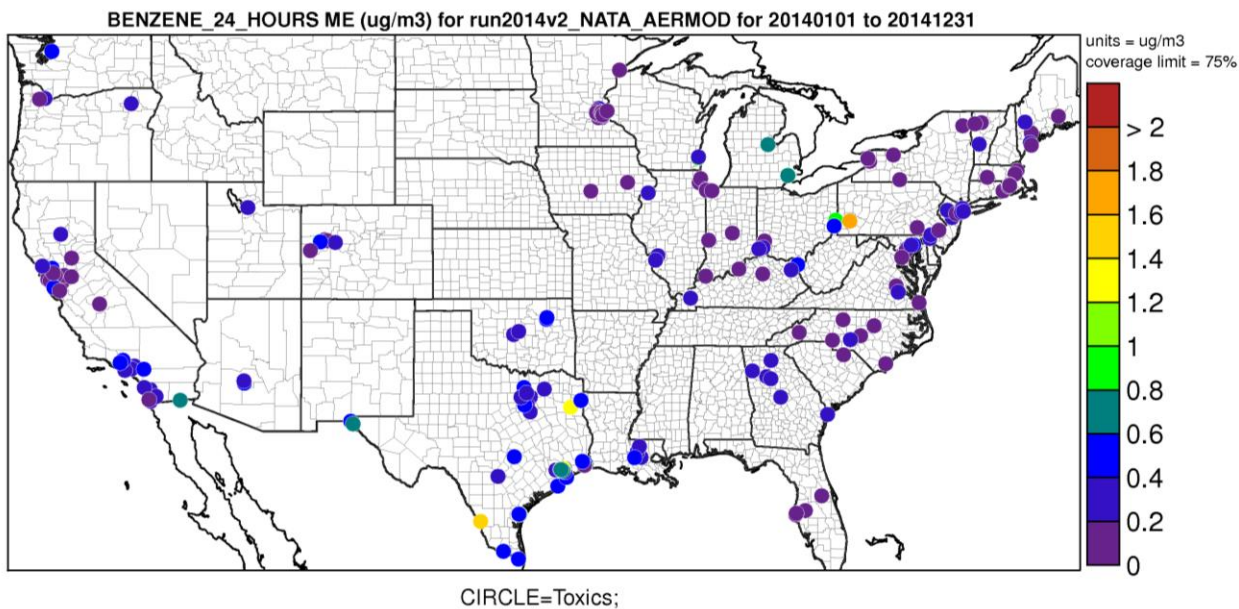 BENZENE_24_HOURS ME (ug/m3) for run2014v2_NATA_AERMOD for 20140101 to 20141231
units = ug/m3
coverage limit = 75%
> 2
1.8
1.6
1.4
1.2
1
0.8
0.6
0.4
0.2
0
CIRCLE=Toxics;